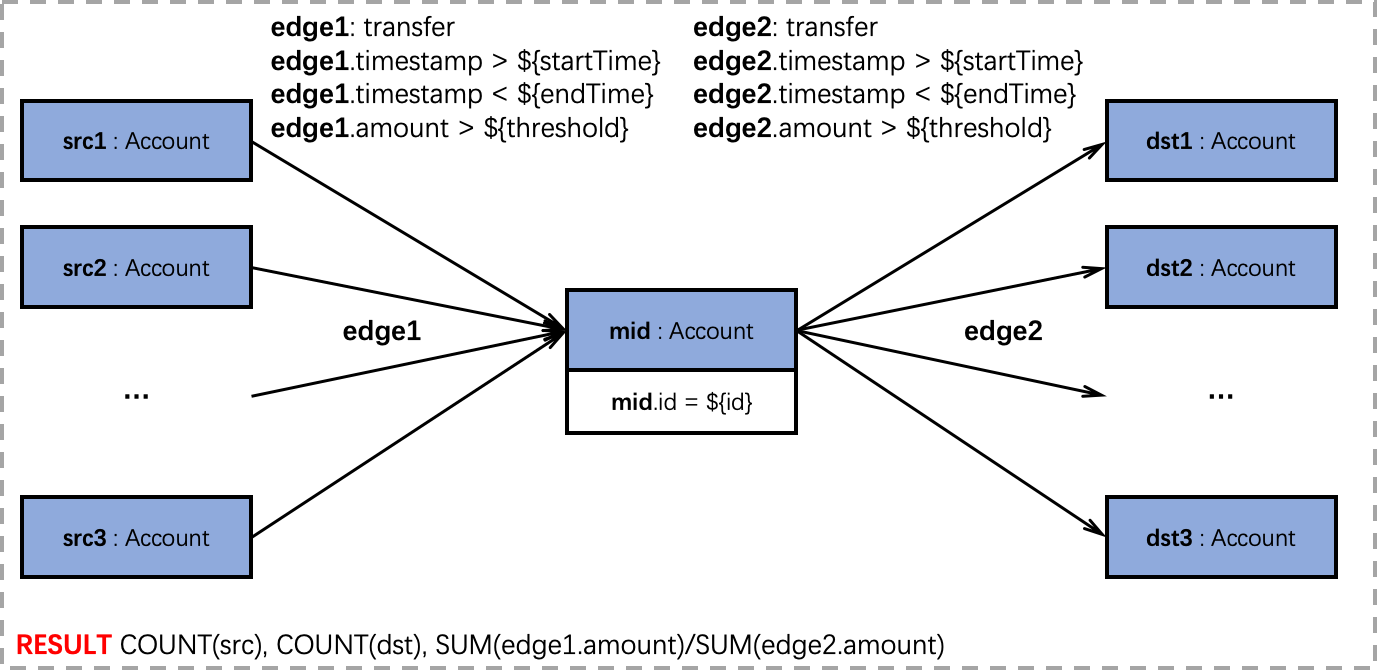 edge1: transfer
edge1.timestamp > ${startTime}
edge1.timestamp < ${endTime}
edge1.amount > ${threshold}
edge2: transfer
edge2.timestamp > ${startTime}
edge2.timestamp < ${endTime}
edge2.amount > ${threshold}
src1 : Account
src2 : Account
...
src3 : Account
edge1
mid : Account
mid.id = ${id}
edge2
dst1 : Account
dst2 : Account
...
dst3 : Account
RESULT COUNT(src), COUNT(dst), SUM(edge1.amount)/SUM(edge2.amount)